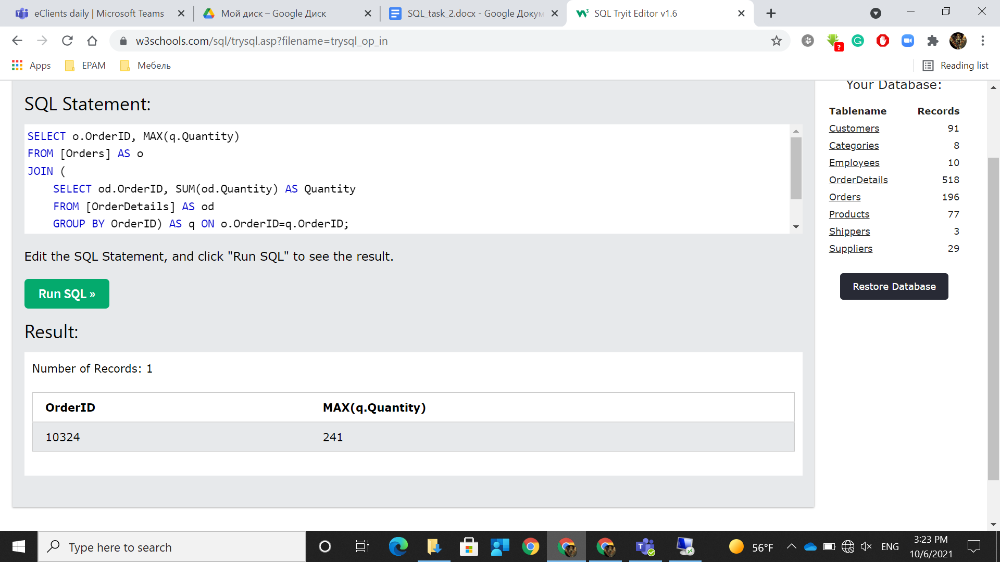 eClients daily | Microsoft Teams
Мой диск – Google Диск
SQL_task_2.docx - Google Докум
SQL Tryit Editor v1.6
w3schools.com/sql/trysql.asp?filename=trysql_op_in
Apps
EPAM
Мебель
Reading list
SQL Statement:
SELECT o.OrderID, MAX(q.Quantity)
FROM [Orders] AS o
JOIN (
SELECT od.OrderID, SUM(od.Quantity) AS Quantity
FROM [OrderDetails] AS od
GROUP BY OrderID) AS q ON o.OrderID=q.OrderID;
Edit the SQL Statement, and click "Run SQL" to see the result.
Run SQL »
Result:
Number of Records: 1
OrderID MAX(q.Quantity)
10324 241
Your Database:
Tablename Records
Customers 91
Categories 8
Employees 10
OrderDetails 518
Orders 196
Products 77
Shippers 3
Suppliers 29
Restore Database
Type here to search
56°F
ENG
3:23 PM
10/6/2021